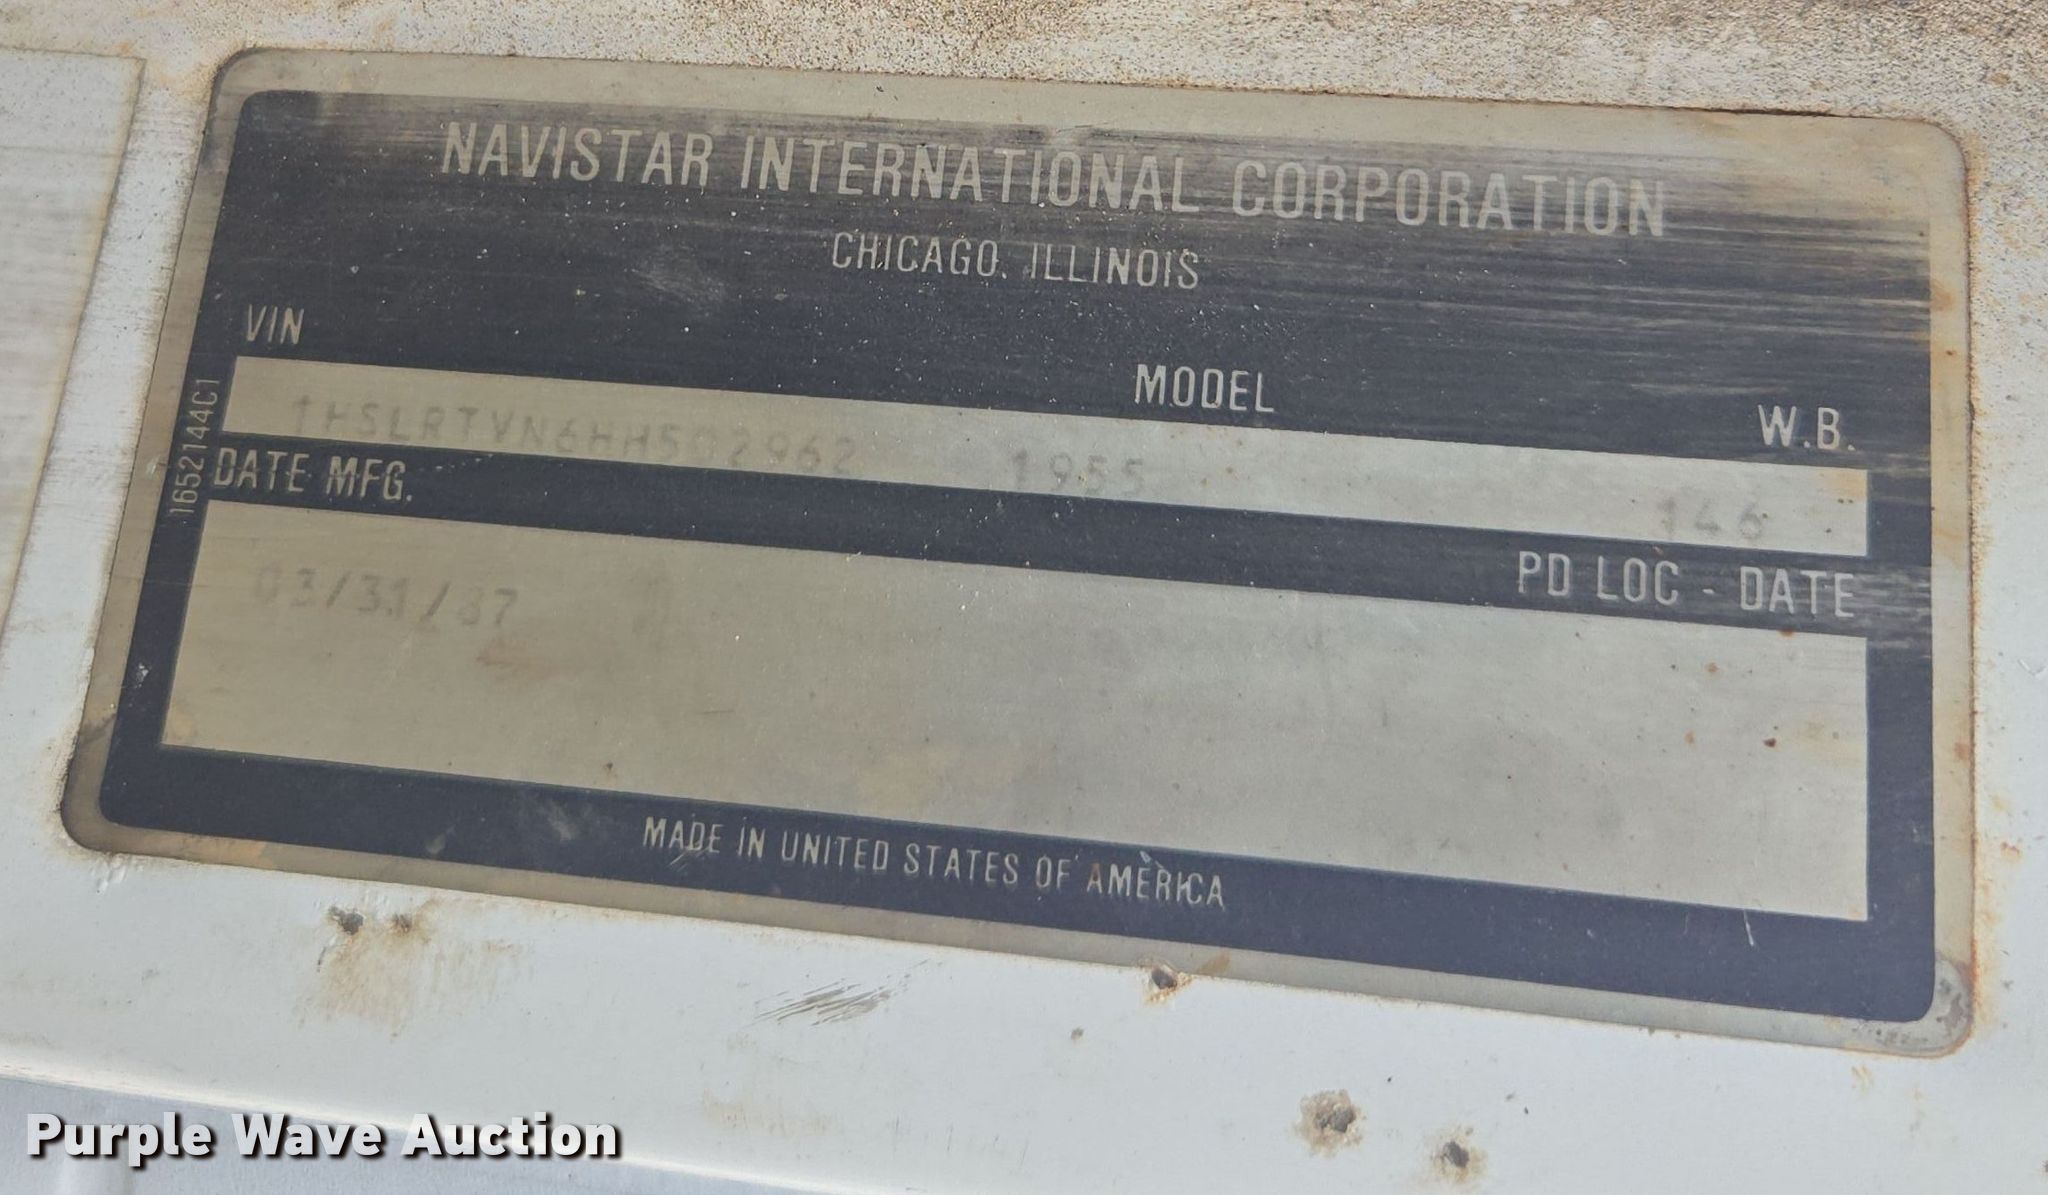 NAVISTAR INTERNATIONAL CORPORATION
CHICAGO, ILLINOIS
VIN MODEL W.B.
1HSLRTVN6HH502962 1955 146
16521144C1
DATE MFG. PD LOC - DATE
03/31/87
MADE IN UNITED STATES OF AMERICA
Purple Wave Auction